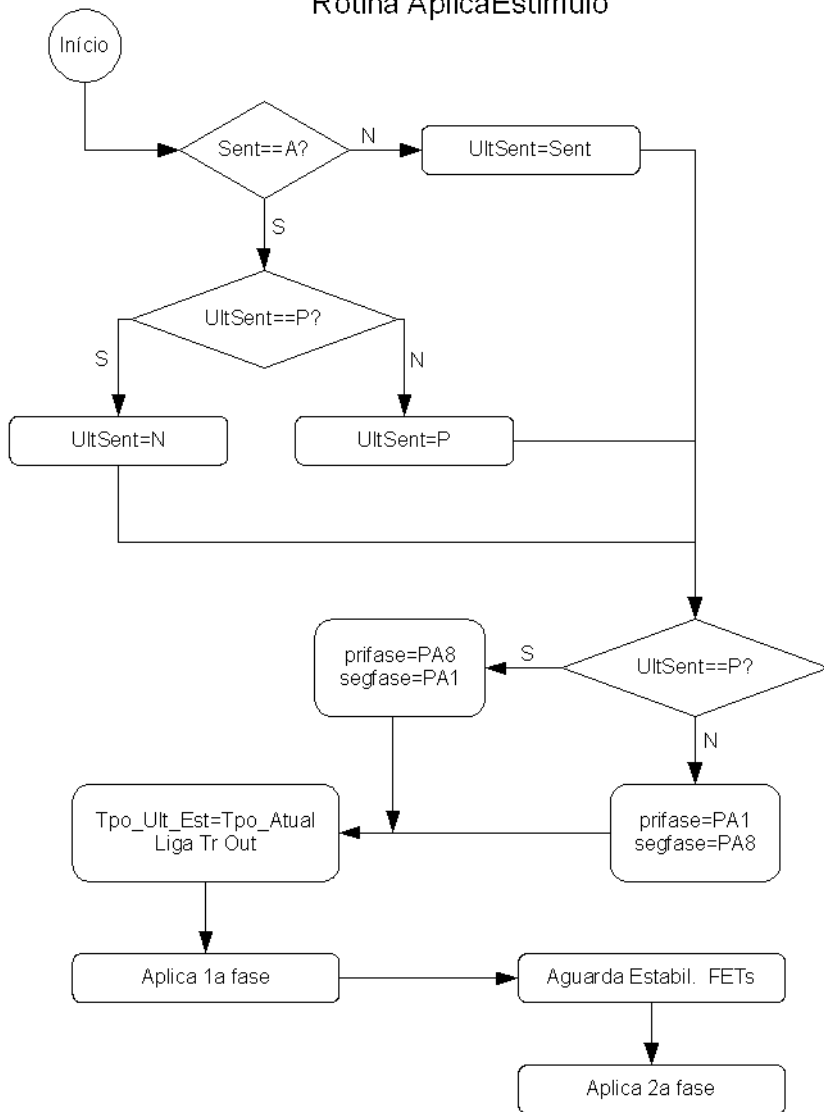 Rotina AplicaEstimulo
Início
Sent==A?
N
UltSent=Sent
S
UltSent==P?
S
N
UltSent=N
UltSent=P
UltSent==P?
S
prifase=PA8
segfase=PA1
N
prifase=PA1
segfase=PA8
Tpo_Ult_Est=Tpo_Atual
Liga Tr Out
Aplica 1a fase
Aguarda Estabil. FETs
Aplica 2a fase